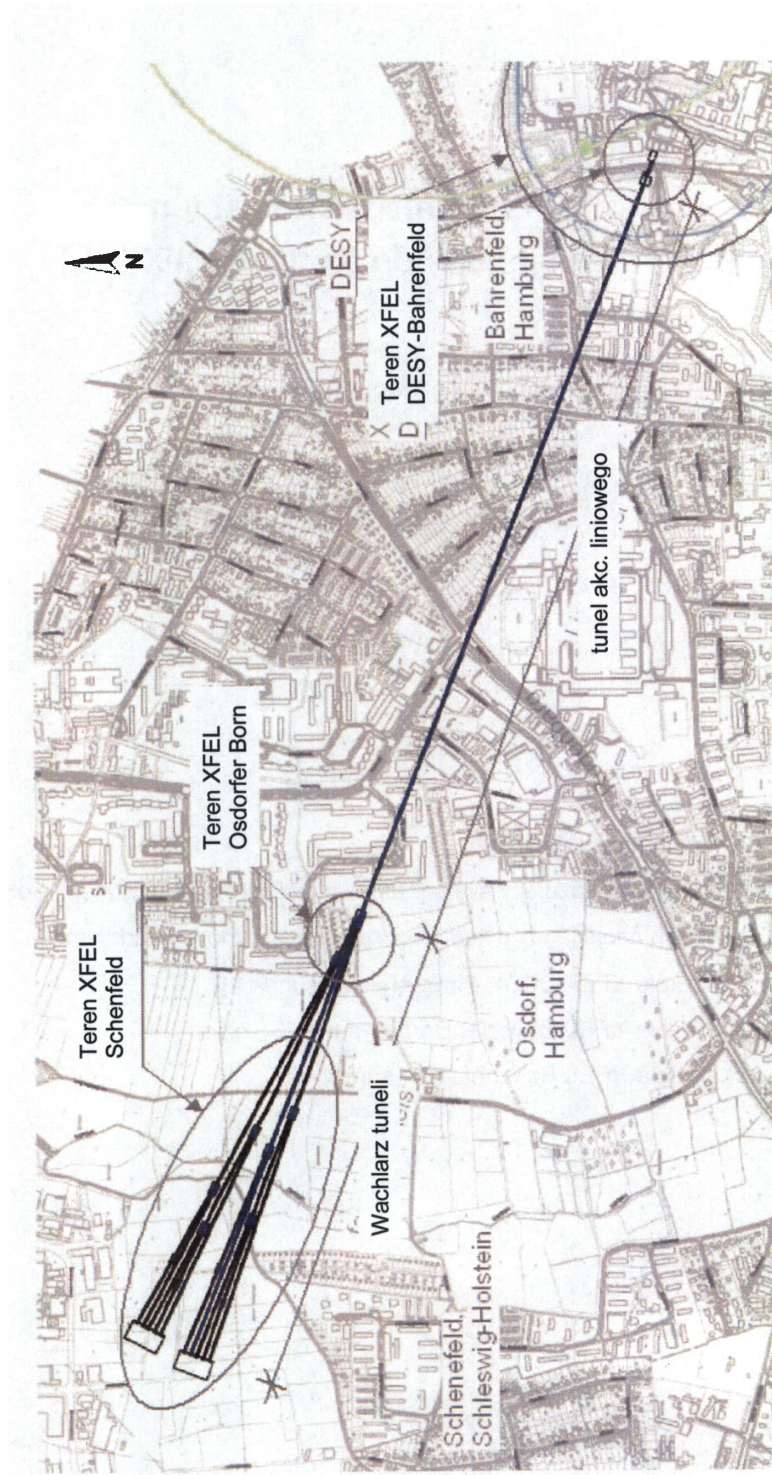 N
Teren XFEL
Schenfeld
Teren XFEL
Osdorfer Born
DESY
X
D
Teren XFEL
DESY-Bahrenfeld
Bahrenfeld,
Hamburg
tunel akc. liniowego
Osdorf,
Hamburg
Wachlarz tuneli
Schenefeld,
Schleswig-Holstein